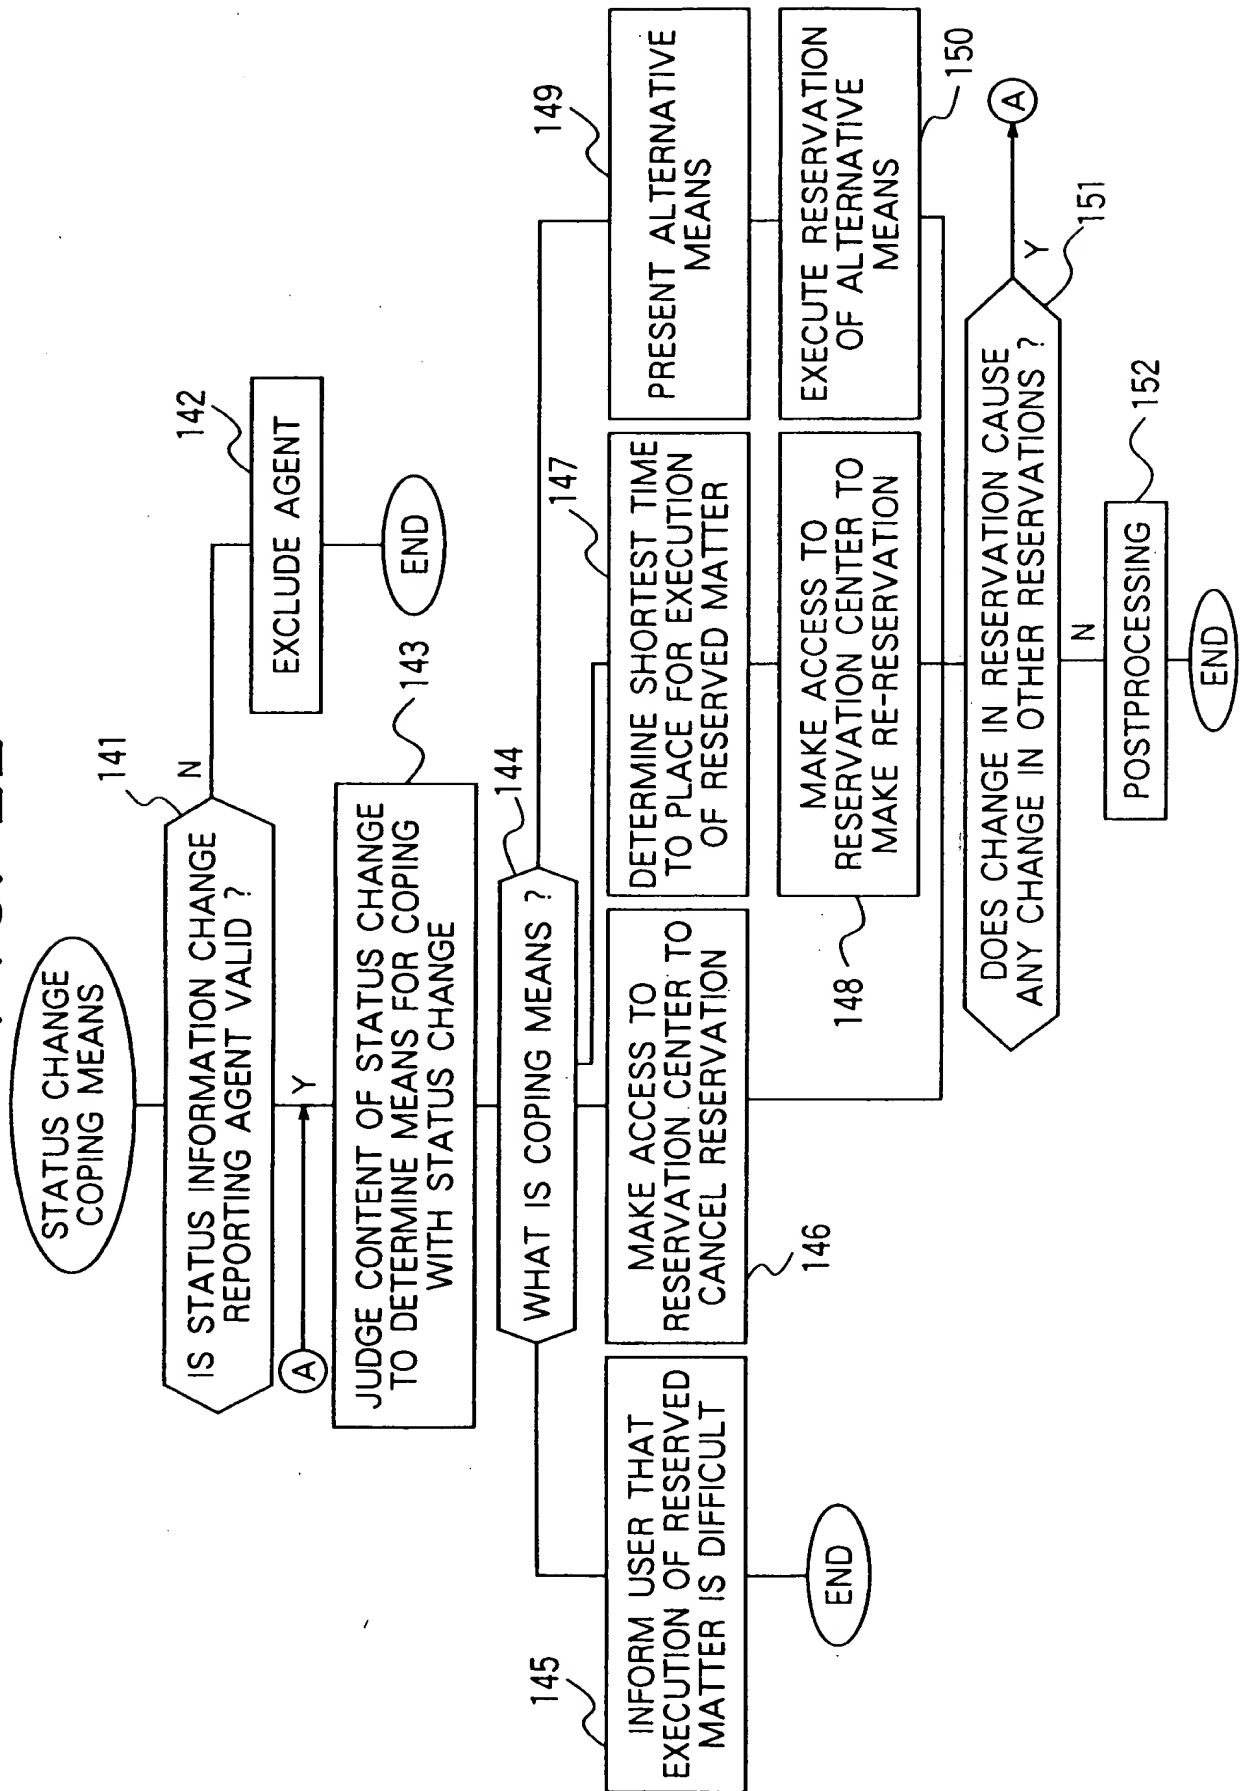 STATUS CHANGE
COPING MEANS
141
IS STATUS INFORMATION CHANGE
REPORTING AGENT VALID ?
N
142
EXCLUDE AGENT
END
Y
A
143
JUDGE CONTENT OF STATUS CHANGE
TO DETERMINE MEANS FOR COPING
WITH STATUS CHANGE
144
WHAT IS COPING MEANS ?
145
INFORM USER THAT
EXECUTION OF RESERVED
MATTER IS DIFFICULT
END
MAKE ACCESS TO
RESERVATION CENTER TO
CANCEL RESERVATION
146
147
DETERMINE SHORTEST TIME
TO PLACE FOR EXECUTION
OF RESERVED MATTER
148
MAKE ACCESS TO
RESERVATION CENTER TO
MAKE RE-RESERVATION
149
PRESENT ALTERNATIVE
MEANS
EXECUTE RESERVATION
OF ALTERNATIVE
MEANS
150
DOES CHANGE IN RESERVATION CAUSE
ANY CHANGE IN OTHER RESERVATIONS ?
151
Y
A
N
152
POSTPROCESSING
END